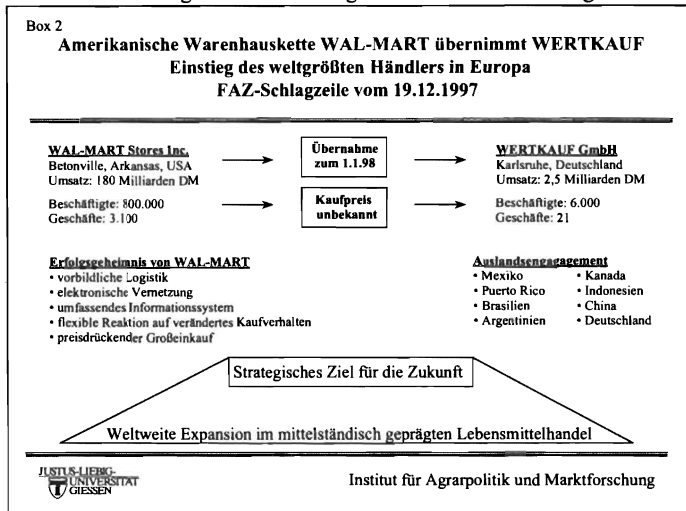 Box 2
Amerikanische Warenhauskette WAL-MART übernimmt WERTKAUF
Einstieg des weltgrößten Händlers in Europa
FAZ-Schlagzeile vom 19.12.1997
WAL-MART Stores Inc.
Betonville, Arkansas, USA
Umsatz: 180 Milliarden DM
Beschäftigte: 800.000
Geschäfte: 3.100
Übernahme
zum 1.1.98
Kaufpreis
unbekannt
WERTKAUF GmbH
Karlsruhe, Deutschland
Umsatz: 2,5 Milliarden DM
Beschäftigte: 6.000
Geschäfte: 21
Erfolgsgeheimnis von WAL-MART
• vorbildliche Logistik
• elektronische Vernetzung
• umfassendes Informationssystem
• flexible Reaktion auf verändertes Kaufverhalten
• preisdrückender Großeinkauf
Auslandsengagagement
• Mexiko • Kanada
• Puerto Rico • Indonesien
• Brasilien • China
• Argentinien • Deutschland
Strategisches Ziel für die Zukunft
Weltweite Expansion im mittelständisch geprägten Lebensmittelhandel
JUSTUS-LIEBIG-
UNIVERSITÄT
GIESSEN
Institut für Agrarpolitik und Marktforschung